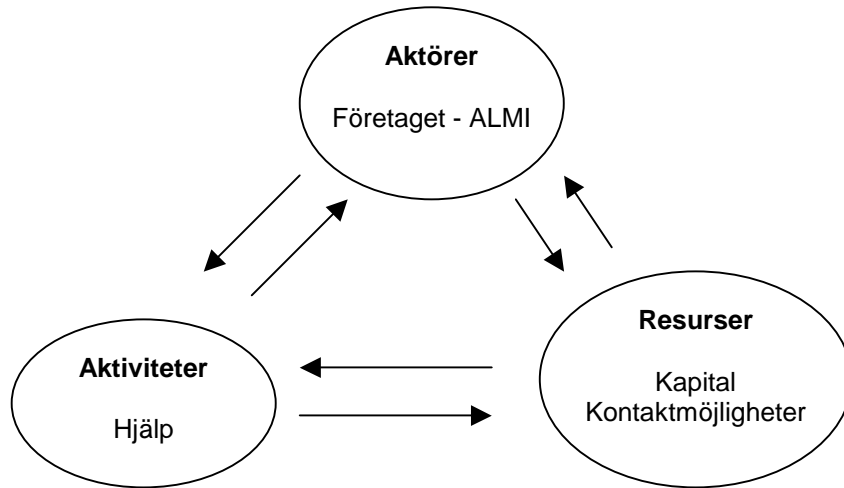 Aktörer
Företaget - ALMI
Aktiviteter
Hjälp
Resurser
Kapital
Kontaktmöjligheter